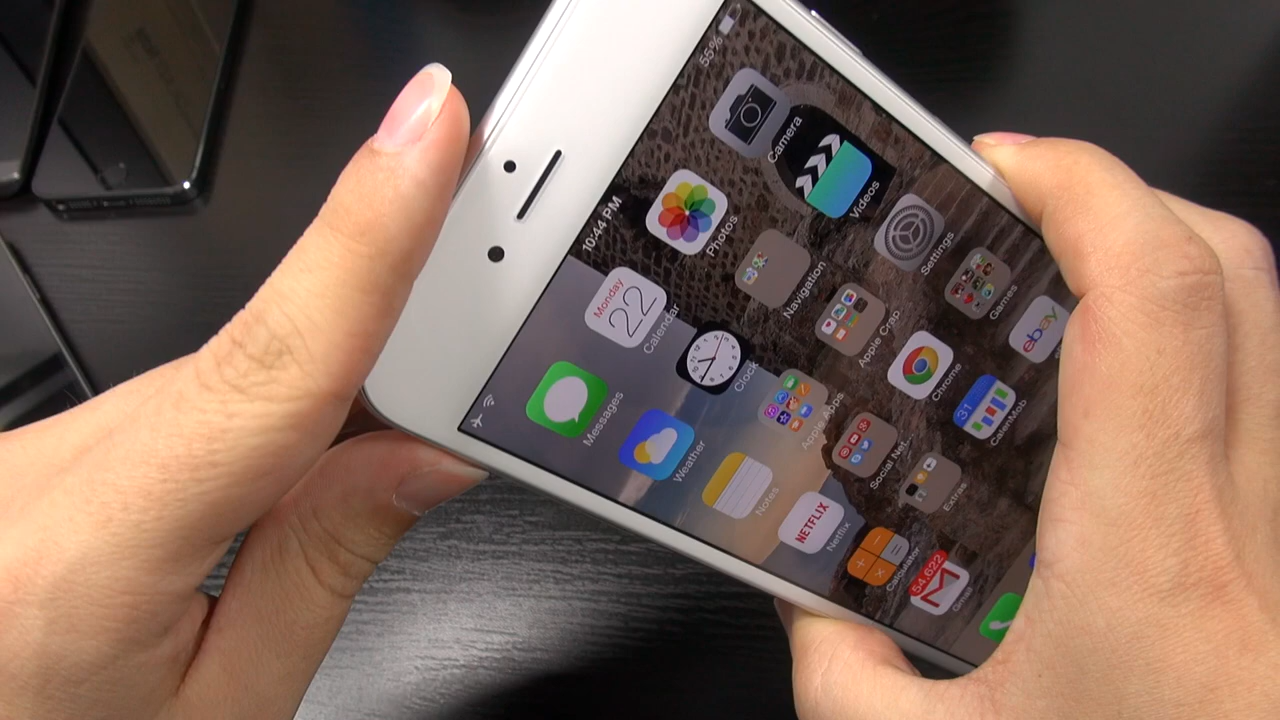 10:44 PM
55%
Messages
Monday
22
Calendar
Photos
Camera
Weather
Clock
Navigation
Videos
Notes
Apple Apps
Apple Crap
Settings
NETFLIX
Netflix
Social Net...
Chrome
Games
Calculator
Extras
31
CalenMob
ebay
54,622
Gmail